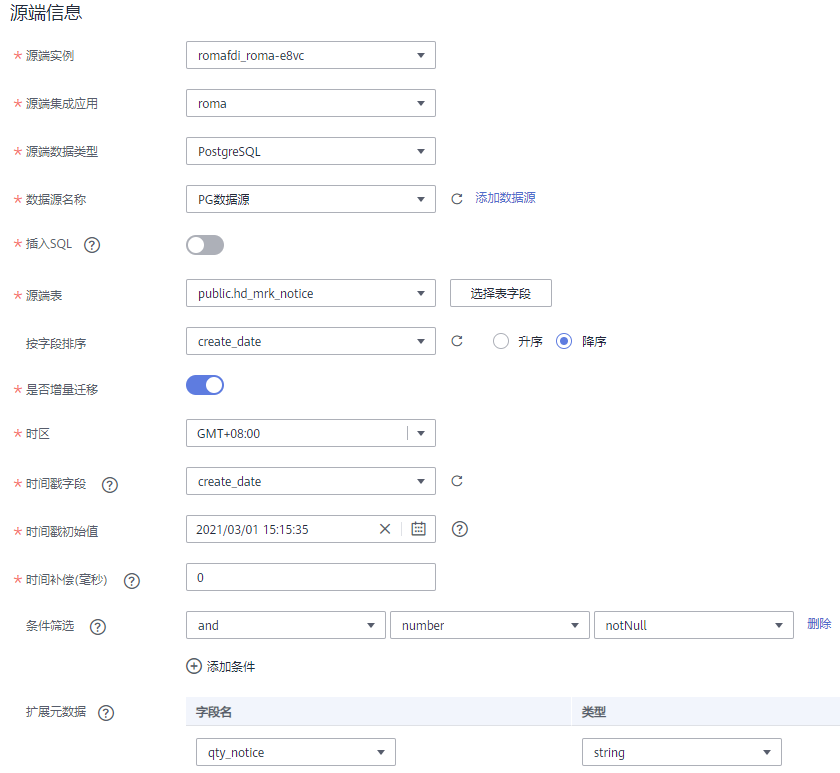 源端信息
* 源端实例 romafdi_roma-e8vc
* 源端集成应用 roma
* 源端数据类型 PostgreSQL
* 数据源名称 PG数据源 添加数据源
* 插入SQL ?
* 源端表 public.hd_mrk_notice 选择表字段
按字段排序 create_date 升序 降序
* 是否增量迁移
* 时区 GMT+08:00
* 时间戳字段 ? create_date
* 时间戳初始值 2021/03/01 15:15:35 ?
* 时间补偿(毫秒) ? 0
条件筛选 ? and number notNull 删除
添加条件
扩展元数据 ? 字段名 类型
qty_notice string